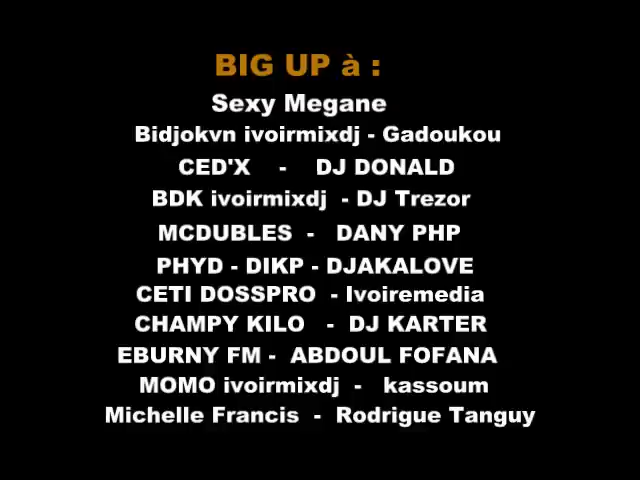 BIG UP à :
Sexy Megane
Bidjokvn ivoirmixdj - Gadoukou
CED'X - DJ DONALD
BDK ivoirmixdj - DJ Trezor
MCDUBLES - DANY PHP
PHYD - DIKP - DJAKALOVE
CETI DOSSPRO - Ivoiremedia
CHAMPY KILO - DJ KARTER
EBURNY FM - ABDOUL FOFANA
MOMO ivoirmixdj - kassoum
Michelle Francis - Rodrigue Tanguy